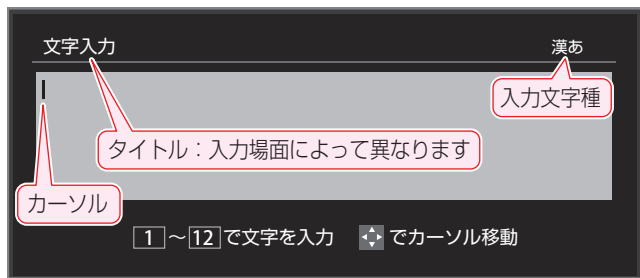 文字入力 漢あ
入力文字種
タイトル：入力場面によって異なります
カーソル
1～12で文字を入力 でカーソル移動